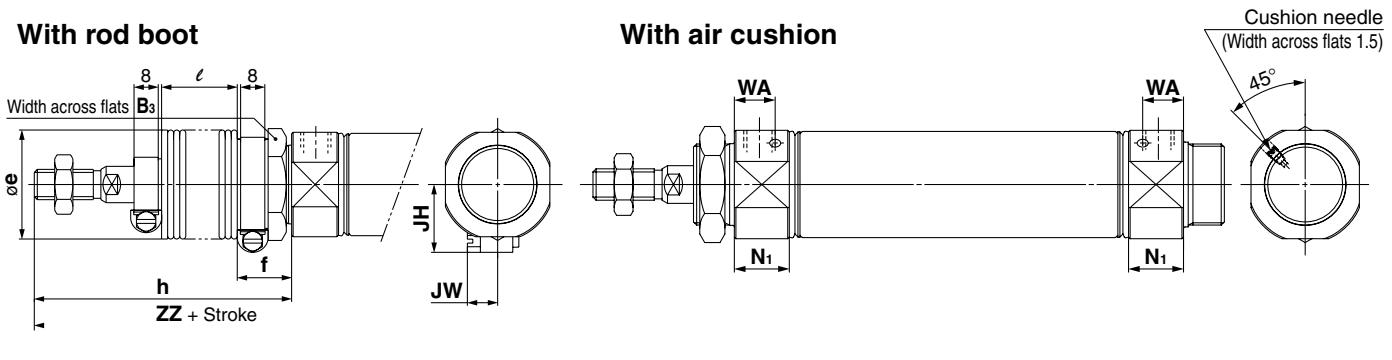 With rod boot
With air cushion
Cushion needle
(Width across flats 1.5)
45°
8
ℓ
8
Width across flats B₃
WA
WA
øe
JH
f
N₁
N₁
h
JW
ZZ + Stroke